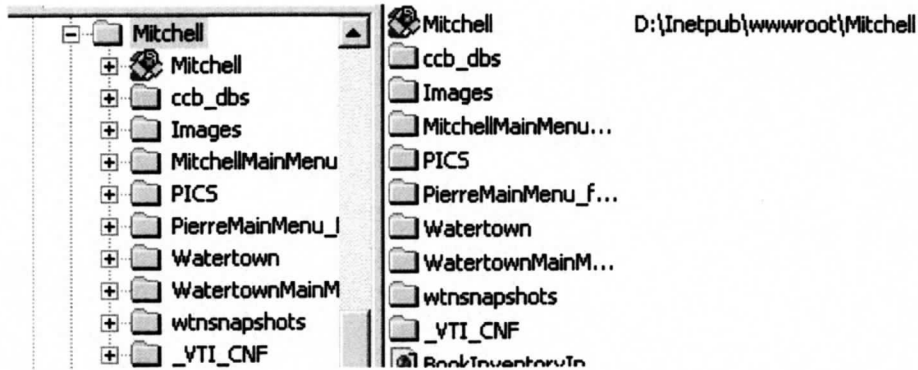 Mitchell
Mitchell
ccb_dbs
Images
MitchellMainMenu
PICS
PierreMainMenu_
Watertown
WatertownMainM
wtnsnapshots
_VTI_CNF
Mitchell D:\Inetpub\wwwroot\Mitchell
ccb_dbs
Images
MitchellMainMenu...
PICS
PierreMainMenu_f...
Watertown
WatertownMainM...
wtnsnapshots
_VTI_CNF
BookInventoryIn